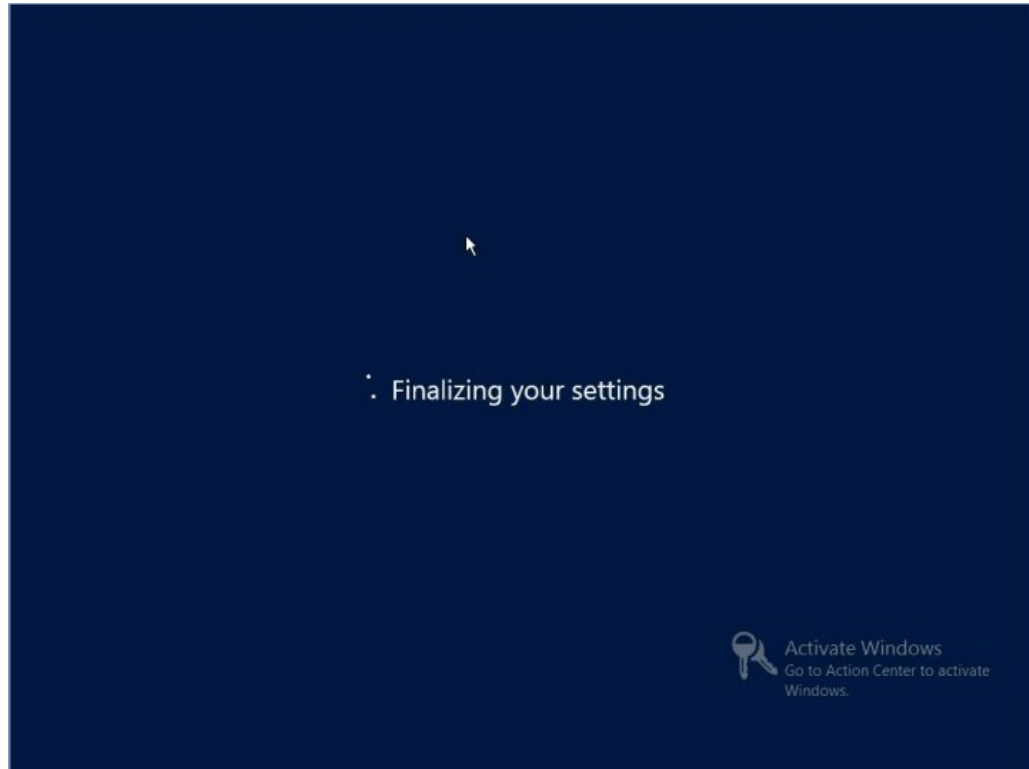 Finalizing your settings
Activate Windows
Go to Action Center to activate
Windows.